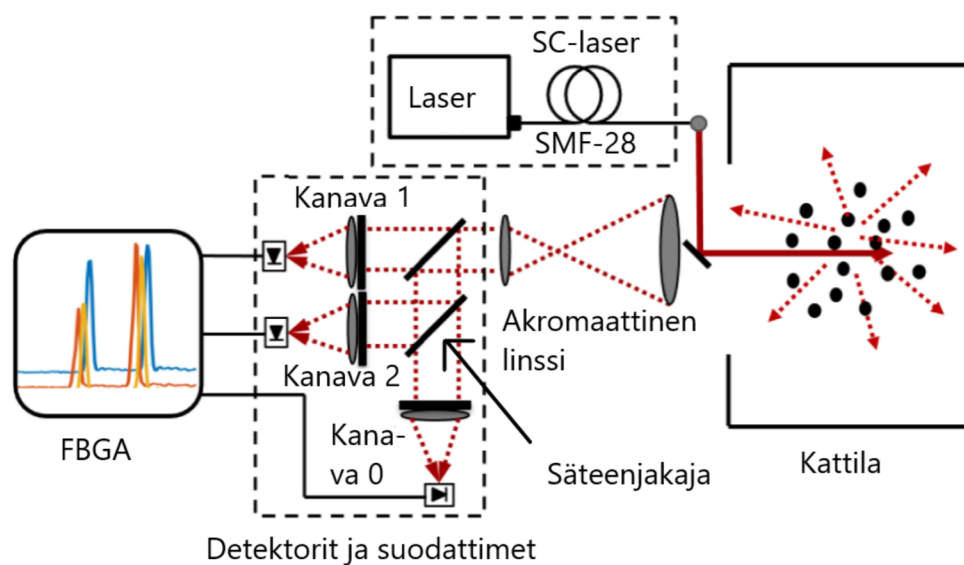 SC-laser
Laser
SMF-28
Kanava 1
Akromaattinen
linssi
Kanava 2
Kana-
va 0
FBGA
Säteenjakaja
Kattila
Detektorit ja suodattimet